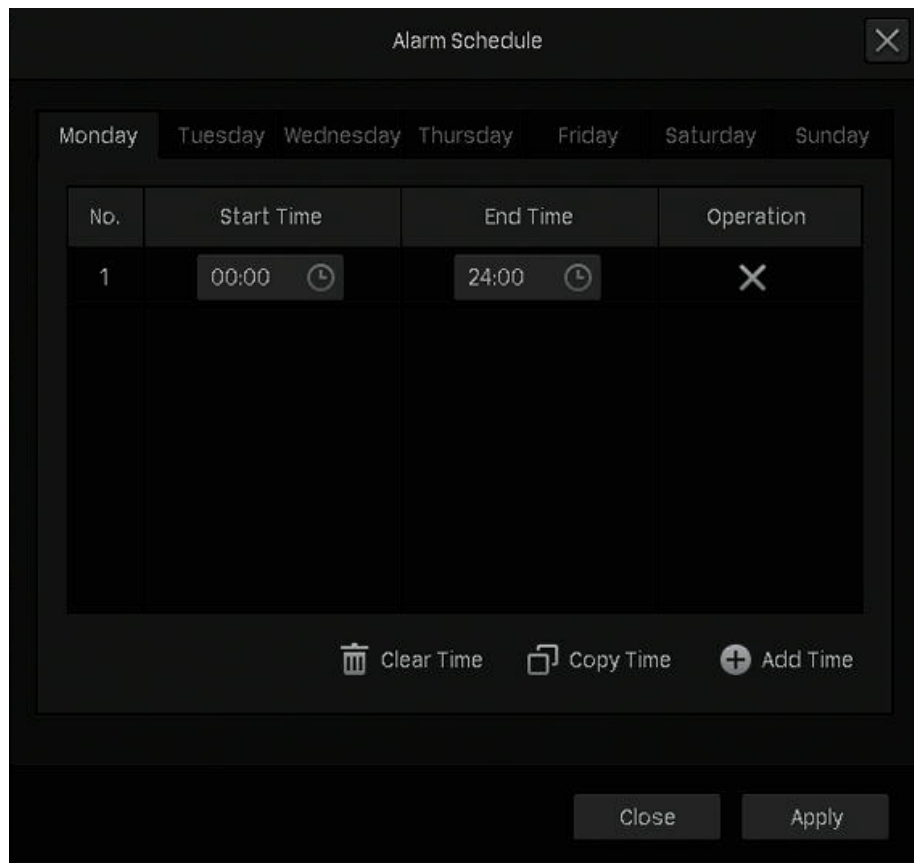 Alarm Schedule
Monday Tuesday Wednesday Thursday Friday Saturday Sunday
No. Start Time End Time Operation
1 00:00 24:00
Clear Time Copy Time Add Time
Close Apply